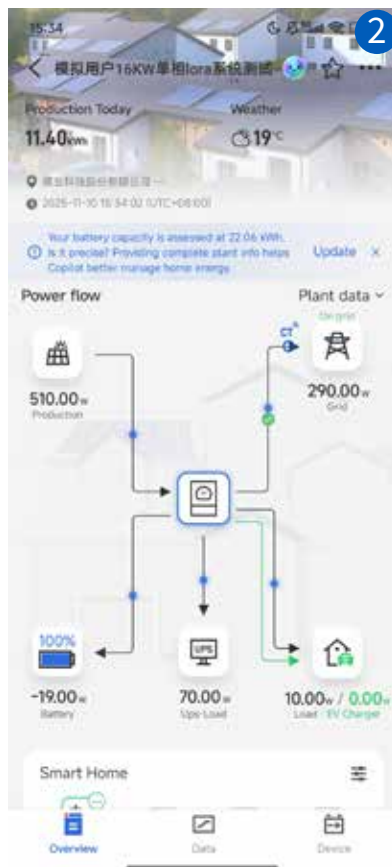 15:34
2
模拟用户16KW单相lora系统测试
Production Today
Weather
11.40kWh
19°C
2025-11-10 15:34:02 (UTC+08:00)
Your battery capacity is assessed at 22.06 kWh.
Is it precise? Providing complete plant info helps
Copilot better manage home energy.
Update ×
Power flow
Plant data
On grid
CT
510.00w
Production
290.00w
Grid
100%
UPS
-19.00w
Battery
70.00w
Ups Load
10.00w / 0.00w
Load / EV Charger
Smart Home
Overview
Data
Device